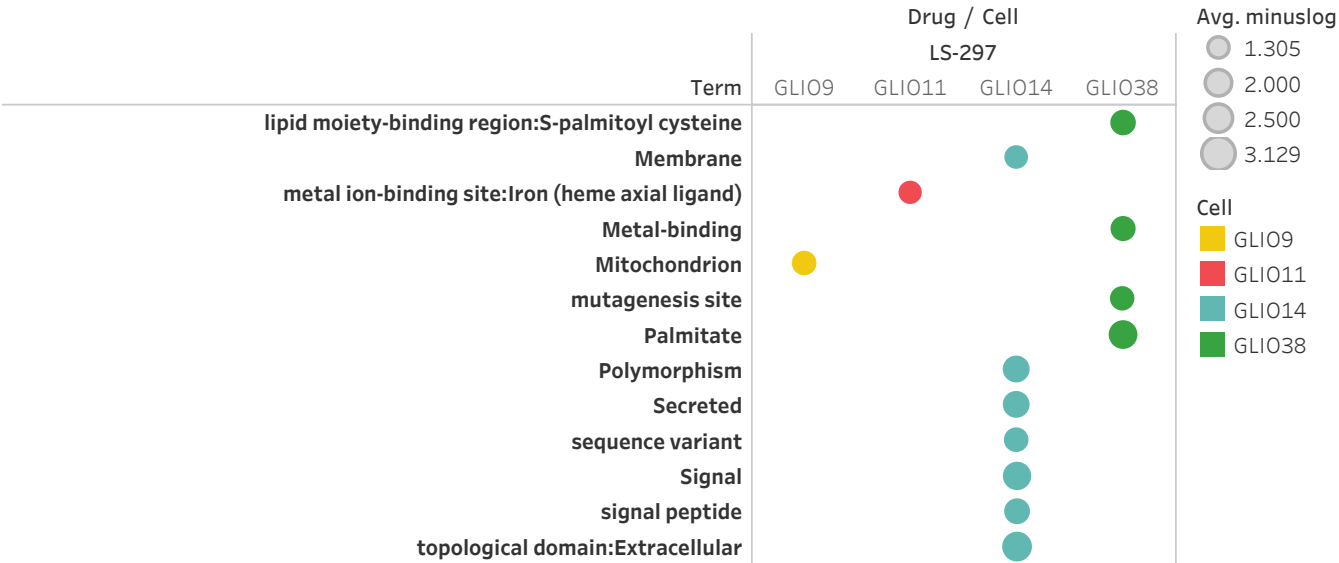 Drug / Cell
LS-297
Term GLIO9 GLIO11 GLIO14 GLIO38
lipid moiety-binding region:S-palmitoyl cysteine
Membrane
metal ion-binding site:Iron (heme axial ligand)
Metal-binding
Mitochondrion
mutagenesis site
Palmitate
Polymorphism
Secreted
sequence variant
Signal
signal peptide
topological domain:Extracellular
Avg. minuslog
1.305
2.000
2.500
3.129
Cell
GLIO9
GLIO11
GLIO14
GLIO38